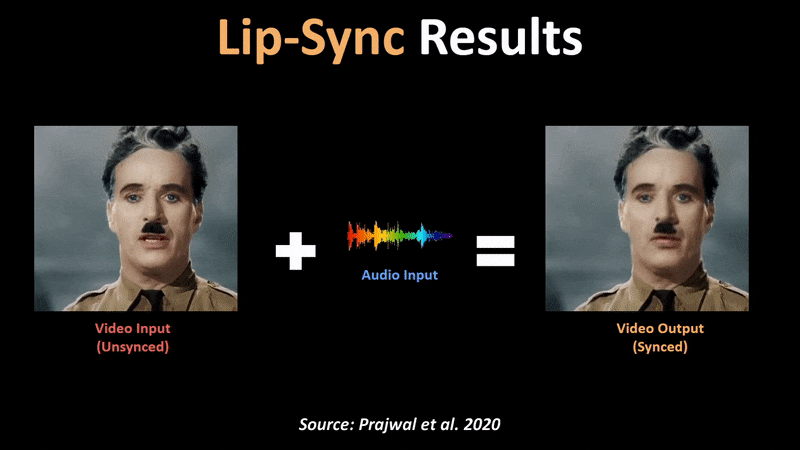 Lip-Sync Results
Audio Input
Video Input
(Unsynced)
Video Output
(Synced)
Source: Prajwal et al. 2020